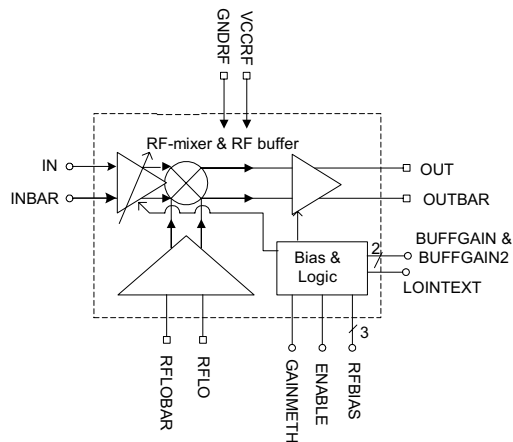 GNDRF
VCCRF
RF-mixer & RF buffer
IN
INBAR
OUT
OUTBAR
Bias &
Logic
2
BUFFGAIN &
BUFFGAIN2
LOINTEXT
3
RFLOBAR
RFLO
GAINMETH
ENABLE
RFBIAS